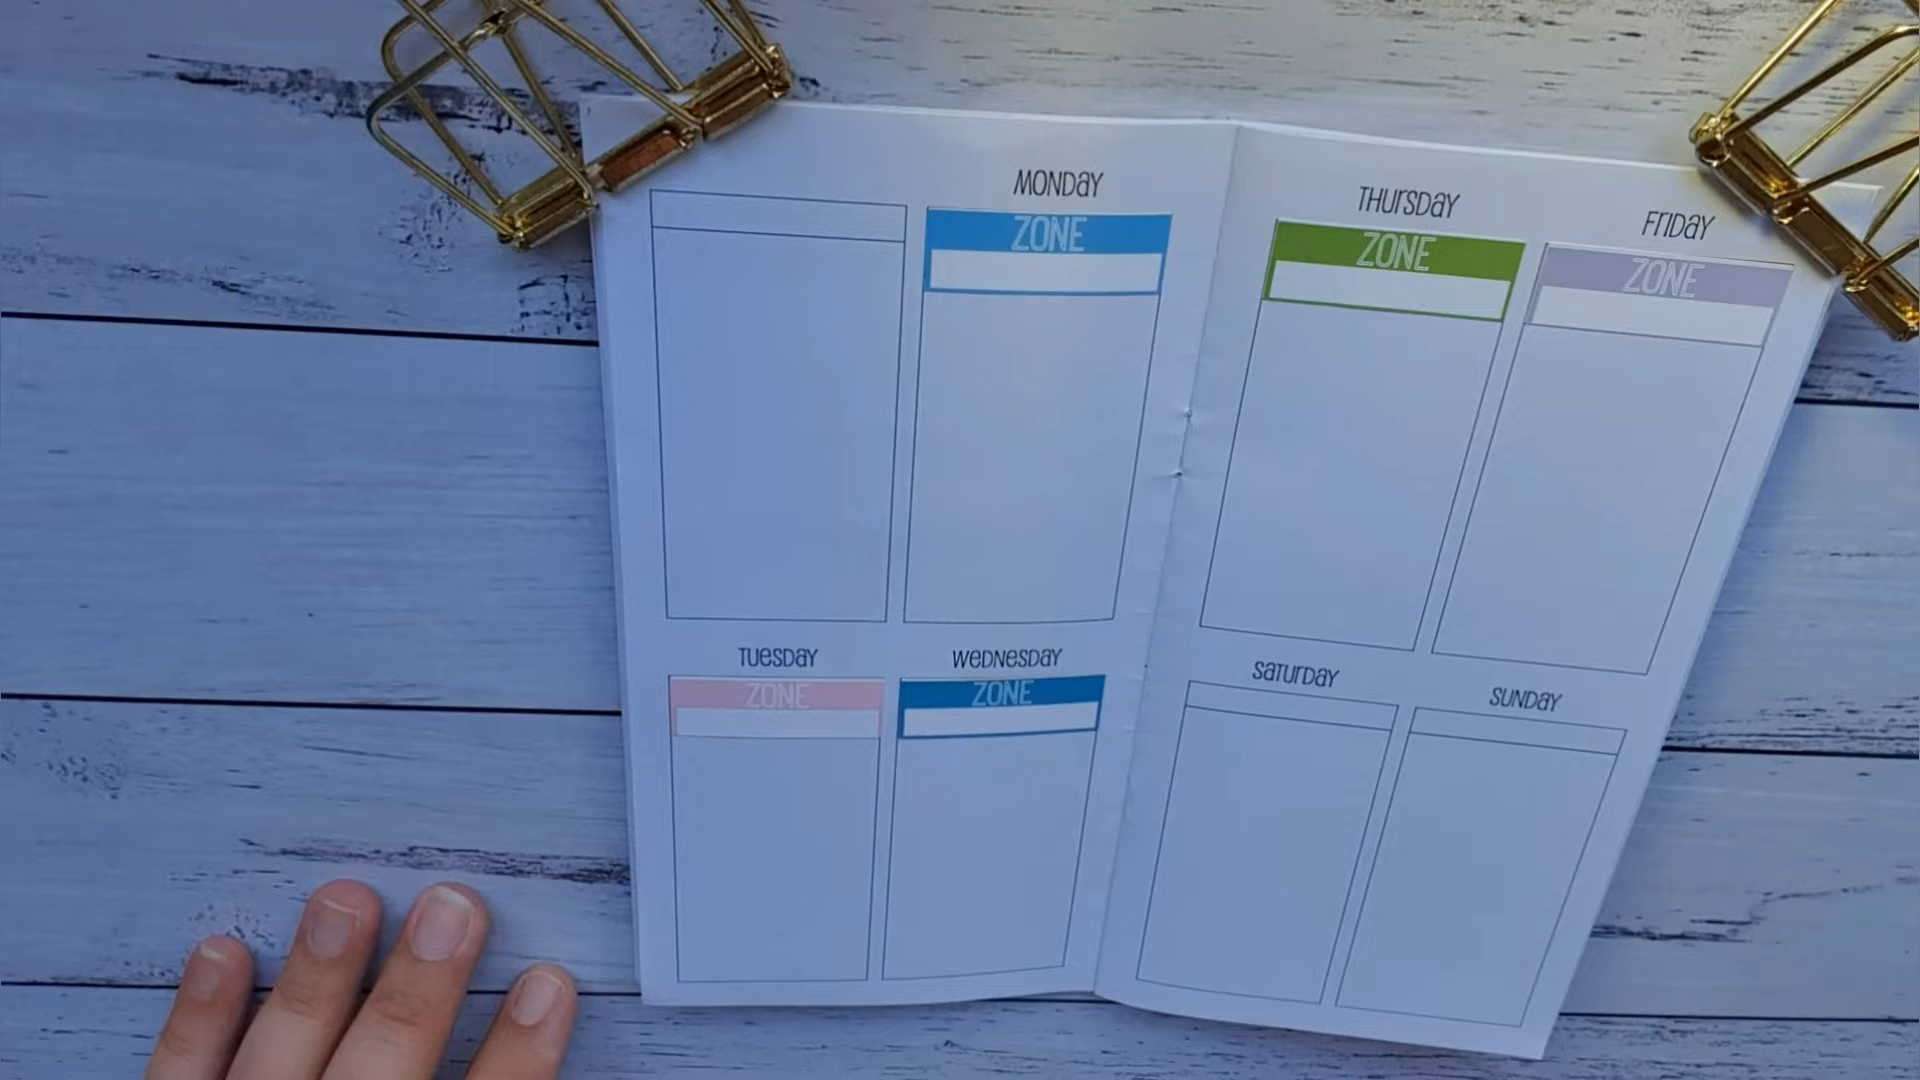 MONDAY
ZONE
TUESDAY
ZONE
WEDNESDAY
ZONE
THURSDAY
ZONE
FRIDAY
ZONE
SATURDAY
SUNDAY